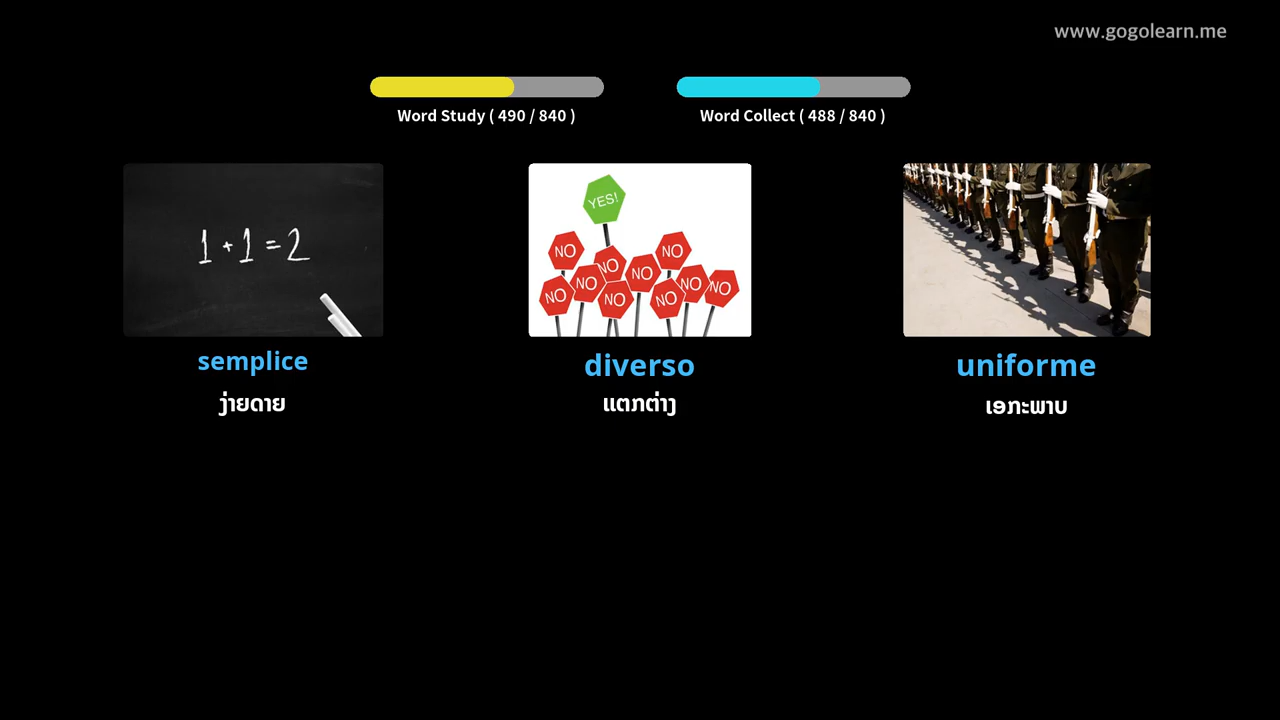 www.gogolearn.me
Word Study ( 490 / 840 )
Word Collect ( 488 / 840 )
1 + 1 = 2
YES!
NO
NO
NO
NO
NO
NO
NO
NO
NO
NO
semplice
diverso
uniforme
ງ່າຍດາຍ
ແຕກຕ່າງ
ເອກະພາບ